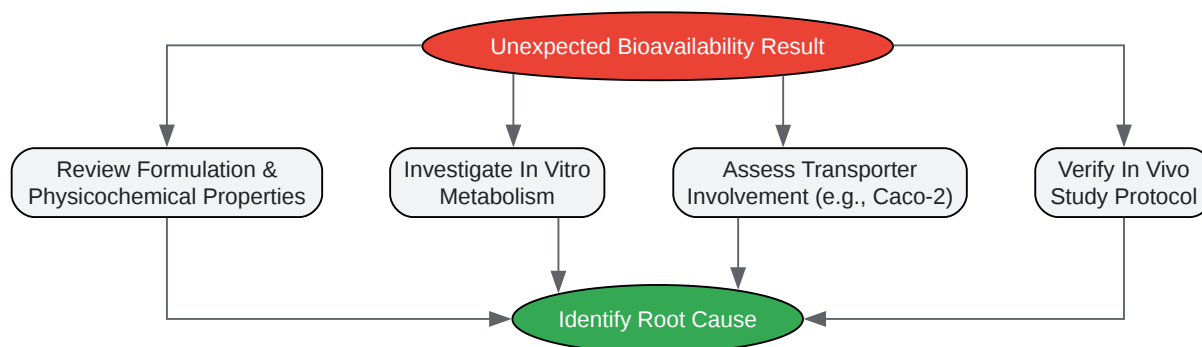 Unexpected Bioavailability Result
Review Formulation &
Physicochemical Properties
Investigate In Vitro
Metabolism
Assess Transporter
Involvement (e.g., Caco-2)
Verify In Vivo
Study Protocol
Identify Root Cause